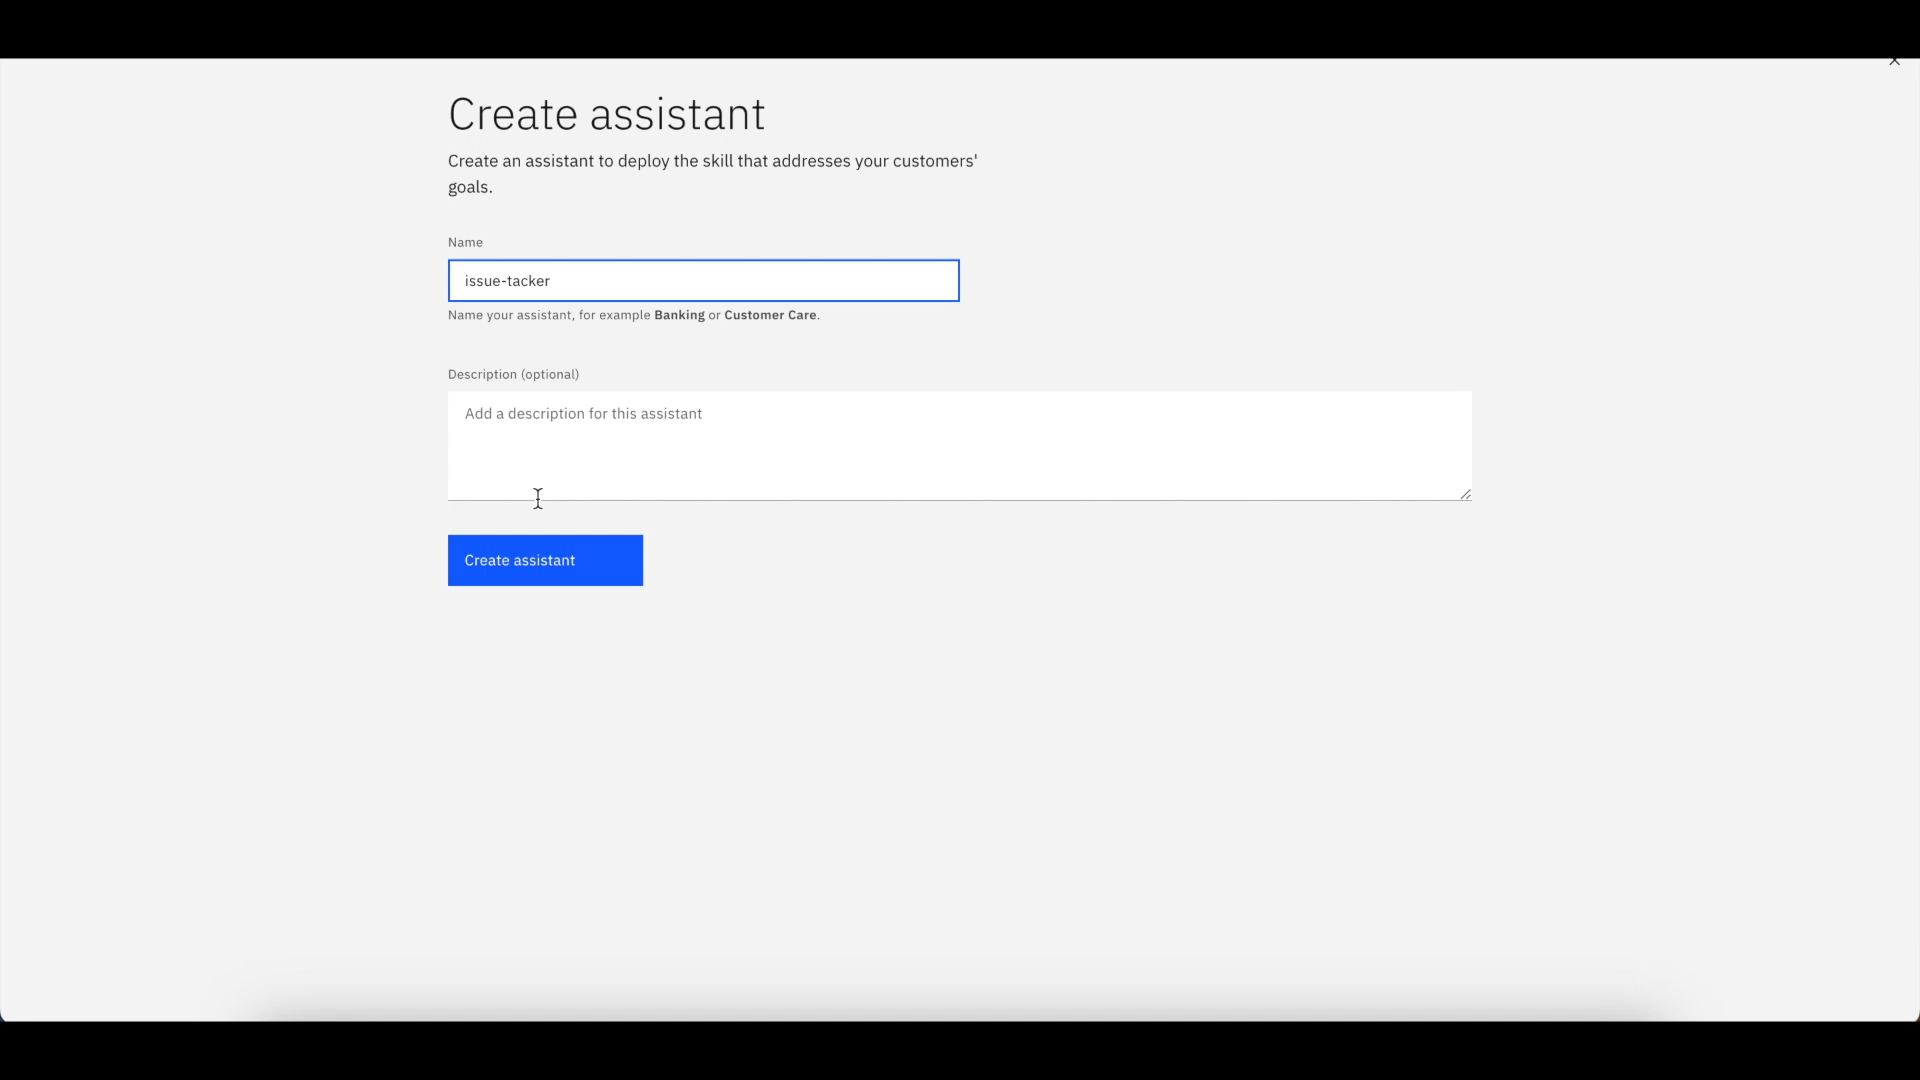 Create assistant
Create an assistant to deploy the skill that addresses your customers'
goals.
Name
issue-tacker
Name your assistant, for example Banking or Customer Care.
Description (optional)
Add a description for this assistant
Create assistant